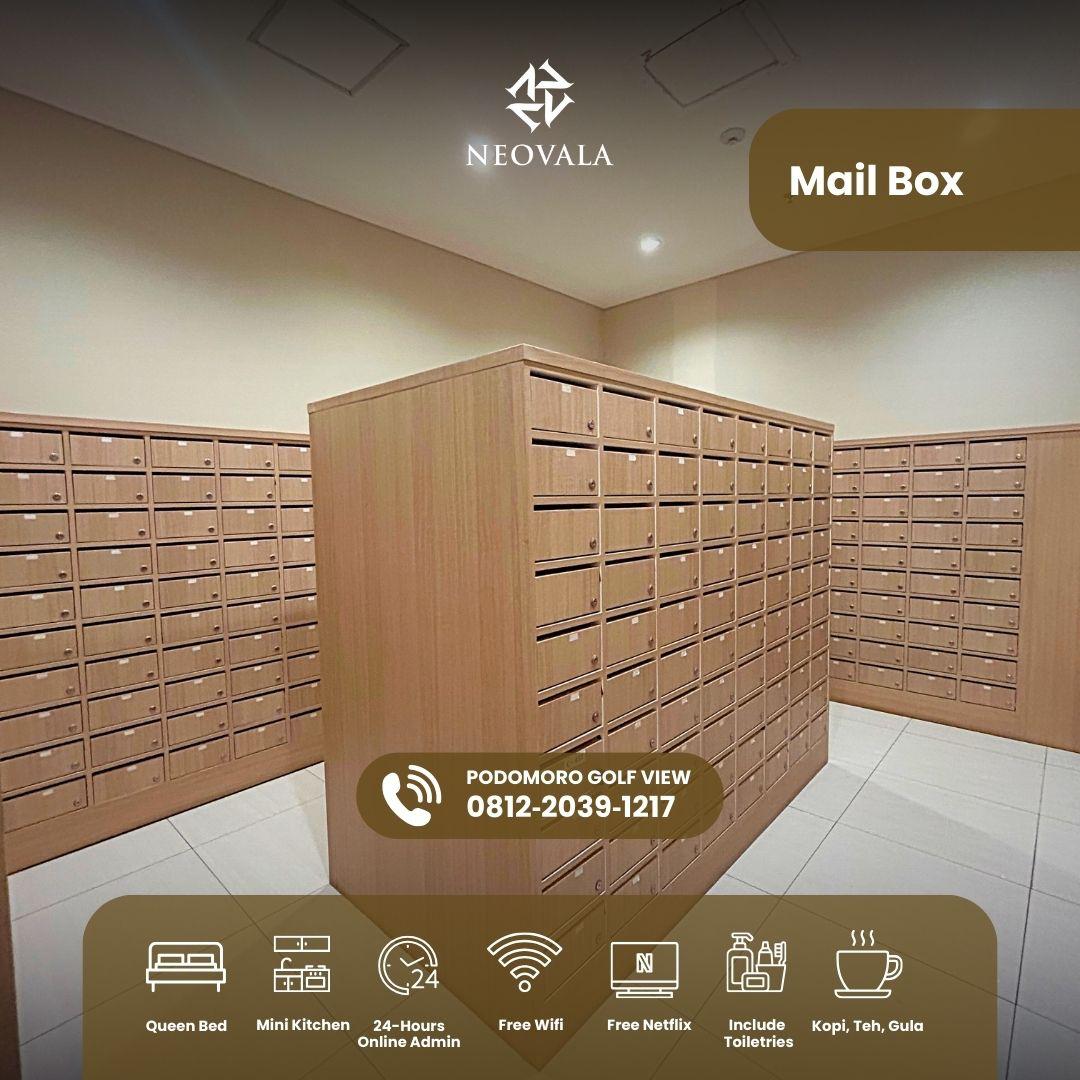 NEOVALA
Mail Box
PODOMORO GOLF VIEW
0812-2039-1217
Queen Bed
Mini Kitchen
24
24-Hours
Online Admin
Free Wifi
N
Free Netflix
Include
Toiletries
Kopi, Teh, Gula